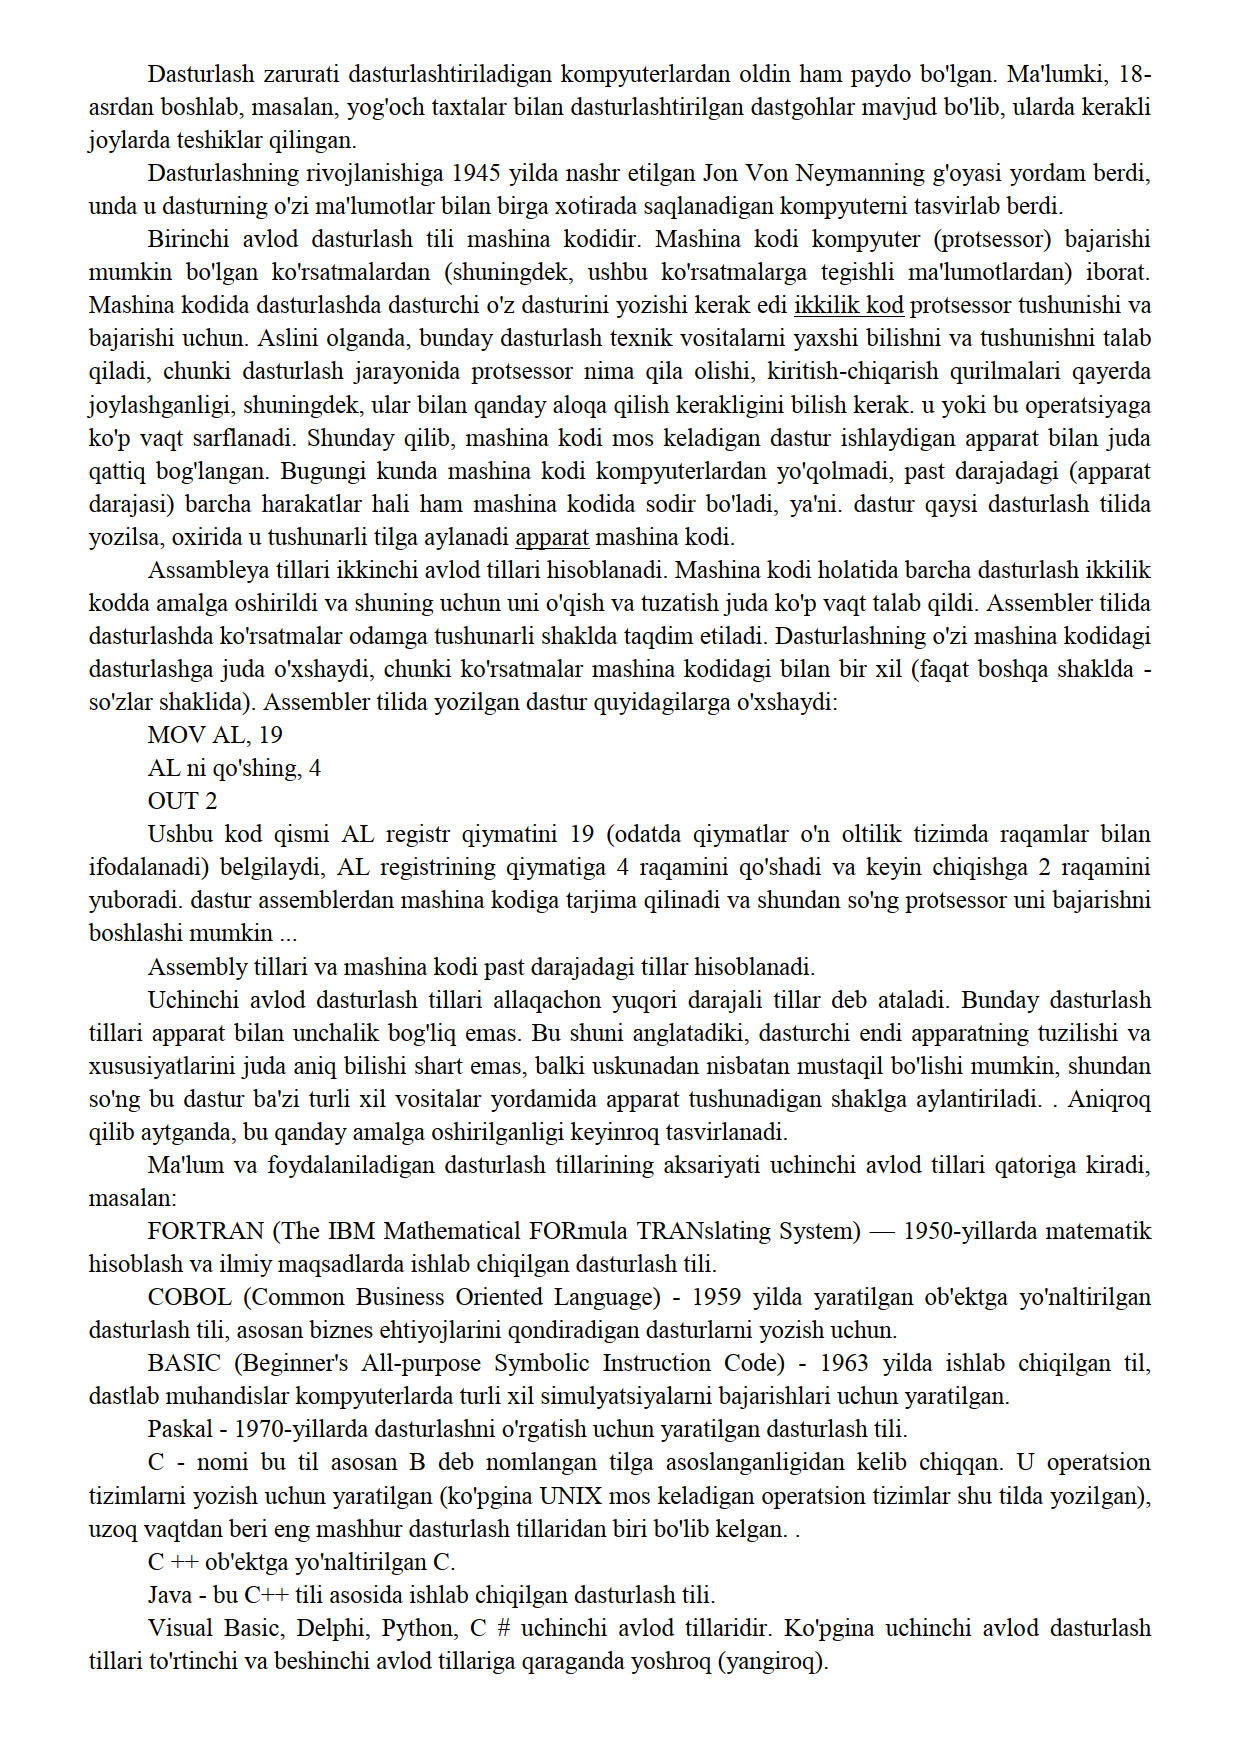 Dasturlash zarurati dasturlashtiriladigan kompyuterlardan oldin ham paydo bo'lgan. Ma'lumki, 18-
asrdan boshlab, masalan, yog'och taxtalar bilan dasturlashtirilgan dastgohlar mavjud bo'lib, ularda kerakli
joylarda teshiklar qilingan.
Dasturlashning rivojlanishiga 1945 yilda nashr etilgan Jon Von Neymanning g'oyasi yordam berdi,
unda u dasturning o'zi ma'lumotlar bilan birga xotirada saqlanadigan kompyuterni tasvirlab berdi.
Birinchi avlod dasturlash tili mashina kodidir. Mashina kodi kompyuter (protsessor) bajarishi
mumkin bo'lgan ko'rsatmalardan (shuningdek, ushbu ko'rsatmalarga tegishli ma'lumotlardan) iborat.
Mashina kodida dasturlashda dasturchi o'z dasturini yozishi kerak edi ikkilik kod protsessor tushunishi va
bajarishi uchun. Aslini olganda, bunday dasturlash texnik vositalarni yaxshi bilishni va tushunishni talab
qiladi, chunki dasturlash jarayonida protsessor nima qila olishi, kiritish-chiqarish qurilmalari qayerda
joylashganligi, shuningdek, ular bilan qanday aloqa qilish kerakligini bilish kerak. u yoki bu operatsiyaga
ko'p vaqt sarflanadi. Shunday qilib, mashina kodi mos keladigan dastur ishlaydigan apparat bilan juda
qattiq bog'langan. Bugungi kunda mashina kodi kompyuterlardan yo'qolmadi, past darajadagi (apparat
darajasi) barcha harakatlar hali ham mashina kodida sodir bo'ladi, ya'ni. dastur qaysi dasturlash tilida
yozilsa, oxirida u tushunarli tilga aylanadi apparat mashina kodi.
Assambleya tillari ikkinchi avlod tillari hisoblanadi. Mashina kodi holatida barcha dasturlash ikkilik
kodda amalga oshirildi va shuning uchun uni o'qish va tuzatish juda ko'p vaqt talab qildi. Assembler tilida
dasturlashda ko'rsatmalar odamga tushunarli shaklda taqdim etiladi. Dasturlashning o'zi mashina kodidagi
dasturlashga juda o'xshaydi, chunki ko'rsatmalar mashina kodidagi bilan bir xil (faqat boshqa shaklda -
so'zlar shaklida). Assembler tilida yozilgan dastur quyidagilarga o'xshaydi:
MOV AL, 19
AL ni qo'shing, 4
OUT 2
Ushbu kod qismi AL registr qiymatini 19 (odatda qiymatlar o'n oltilik tizimda raqamlar bilan
ifodalanadi) belgilaydi, AL registrining qiymatiga 4 raqamini qo'shadi va keyin chiqishga 2 raqamini
yuboradi. dastur assemblerdan mashina kodiga tarjima qilinadi va shundan so'ng protsessor uni bajarishni
boshlashi mumkin ...
Assembly tillari va mashina kodi past darajadagi tillar hisoblanadi.
Uchinchi avlod dasturlash tillari allaqachon yuqori darajali tillar deb ataladi. Bunday dasturlash
tillari apparat bilan unchalik bog'liq emas. Bu shuni anglatadiki, dasturchi endi apparatning tuzilishi va
xususiyatlarini juda aniq bilishi shart emas, balki uskunadan nisbatan mustaqil bo'lishi mumkin, shundan
so'ng bu dastur ba'zi turli xil vositalar yordamida apparat tushunadigan shaklga aylantiriladi. . Aniqroq
qilib aytganda, bu qanday amalga oshirilganligi keyinroq tasvirlanadi.
Ma'lum va foydalaniladigan dasturlash tillarining aksariyati uchinchi avlod tillari qatoriga kiradi,
masalan:
FORTRAN (The IBM Mathematical FORmula TRANslating System) — 1950-yillarda matematik
hisoblash va ilmiy maqsadlarda ishlab chiqilgan dasturlash tili.
COBOL (Common Business Oriented Language) - 1959 yilda yaratilgan ob'ektga yo'naltirilgan
dasturlash tili, asosan biznes ehtiyojlarini qondiradigan dasturlarni yozish uchun.
BASIC (Beginner's All-purpose Symbolic Instruction Code) - 1963 yilda ishlab chiqilgan til,
dastlab muhandislar kompyuterlarda turli xil simulyatsiyalarni bajarishlari uchun yaratilgan.
Paskal - 1970-yillarda dasturlashni o'rgatish uchun yaratilgan dasturlash tili.
C - nomi bu til asosan B deb nomlangan tilga asoslanganligidan kelib chiqqan. U operatsion
tizimlarni yozish uchun yaratilgan (ko'pgina UNIX mos keladigan operatsion tizimlar shu tilda yozilgan),
uzoq vaqtdan beri eng mashhur dasturlash tillaridan biri bo'lib kelgan. .
C ++ ob'ektga yo'naltirilgan C.
Java - bu C++ tili asosida ishlab chiqilgan dasturlash tili.
Visual Basic, Delphi, Python, C # uchinchi avlod tillaridir. Ko'pgina uchinchi avlod dasturlash
tillari to'rtinchi va beshinchi avlod tillariga qaraganda yoshroq (yangiroq).